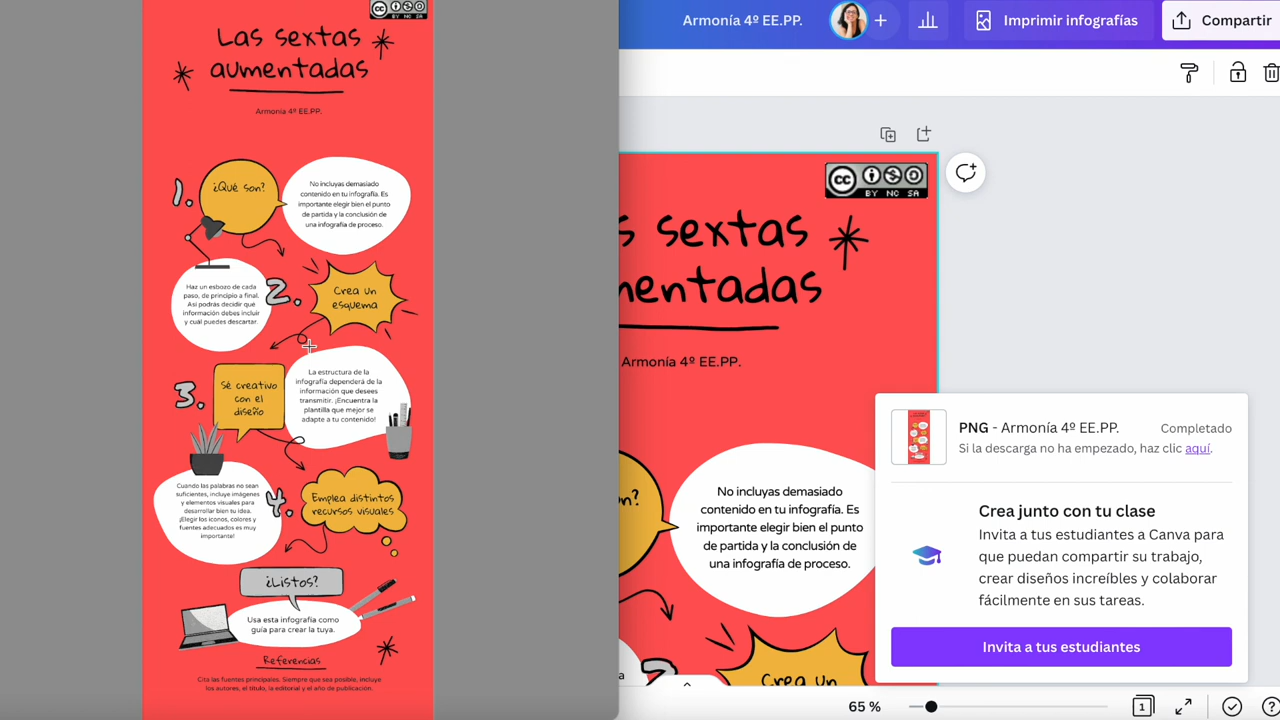 CC BY NC SA
Las sextas
aumentadas
Armonía 4º EE.PP.
1.
¿Qué son?
No incluyas demasiado
contenido en tu infografía. Es
importante elegir bien el punto
de partida y la conclusión de
una infografía de proceso.
Haz un esbozo de cada
paso, de principio a final.
Así podrás decidir qué
información debes incluir
y cuál puedes descartar.
2.
Crea un
esquema
3.
Sé creativo
con el
diseño
La estructura de la
infografía dependerá de la
información que desees
transmitir. ¡Encuentra la
plantilla que mejor se
adapte a tu contenido!
Cuando las palabras no sean
suficientes, incluye imágenes
y elementos visuales para
desarrollar bien tu idea.
¡Elegir los iconos, colores y
fuentes adecuados es muy
importante!
4.
Emplea distintos
recursos visuales
¿Listos?
Usa esta infografía como
guía para crear la tuya.
Referencias
Cita las fuentes principales. Siempre que sea posible, incluye
los autores, el título, la editorial y el año de publicación.
Armonía 4º EE.PP.
Imprimir infografías
Compartir
CC BY NC SA
s sextas
mentadas
Armonía 4º EE.PP.
on?
No incluyas demasiado
contenido en tu infografía. Es
importante elegir bien el punto
de partida y la conclusión de
una infografía de proceso.
a
2
Crea un
PNG - Armonía 4º EE.PP.
Completado
Si la descarga no ha empezado, haz clic aquí.
Crea junto con tu clase
Invita a tus estudiantes a Canva para
que puedan compartir su trabajo,
crear diseños increíbles y colaborar
fácilmente en sus tareas.
Invita a tus estudiantes
65 %
1